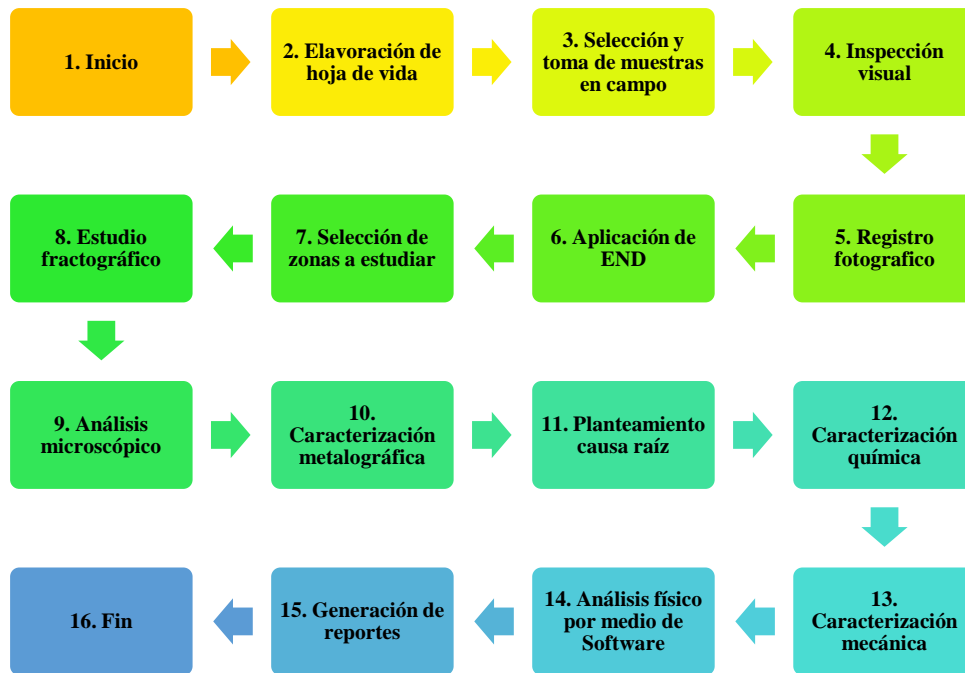 1. Inicio
2. Elavoración de
hoja de vida
3. Selección y
toma de muestras
en campo
4. Inspección
visual
5. Registro
fotografico
6. Aplicación de
END
7. Selección de
zonas a estudiar
8. Estudio
fractográfico
9. Análisis
microscópico
10.
Caracterización
metalográfica
11. Planteamiento
causa raíz
12.
Caracterización
química
13.
Caracterización
mecánica
14. Análisis físico
por medio de
Software
15. Generación de
reportes
16. Fin